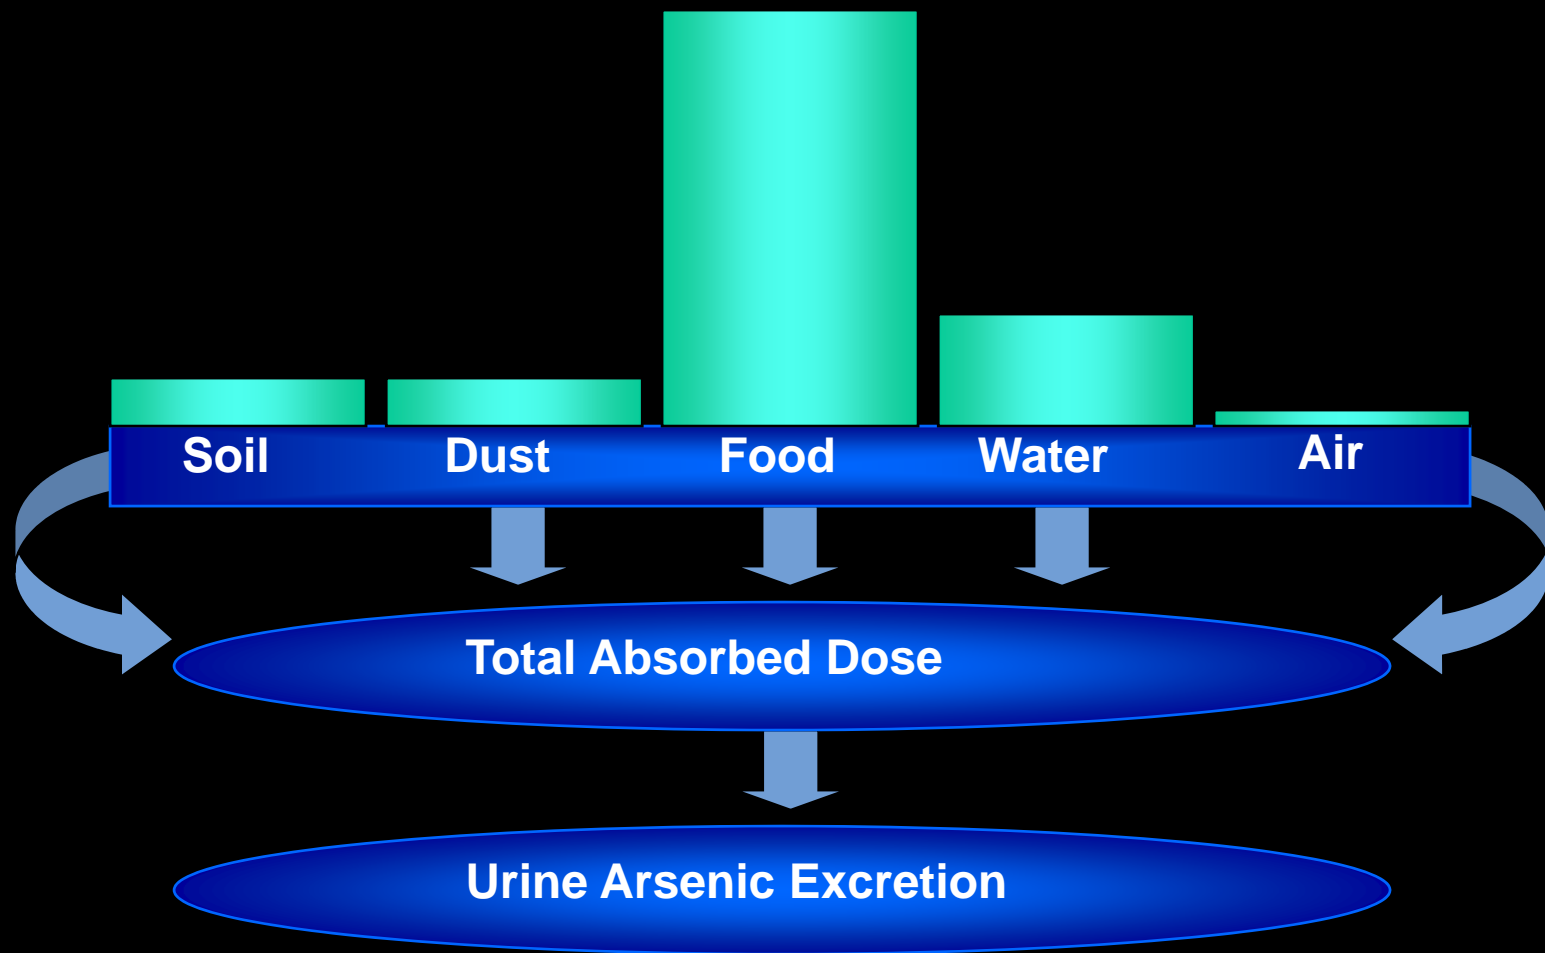 Soil Dust Food Water Air
Total Absorbed Dose
Urine Arsenic Excretion